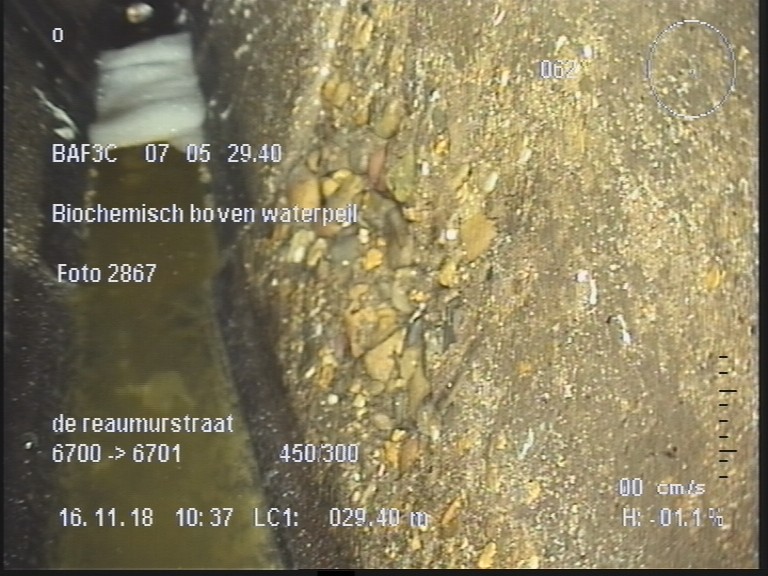 0
062
BAF3C 07 05 29.40
Biochemisch boven waterpeil
Foto 2867
de reaumurstraat
6700 -> 6701 450/300
00 cm/s
16.11.18 10:37 LC1: 029.40 m H: -01.1 %